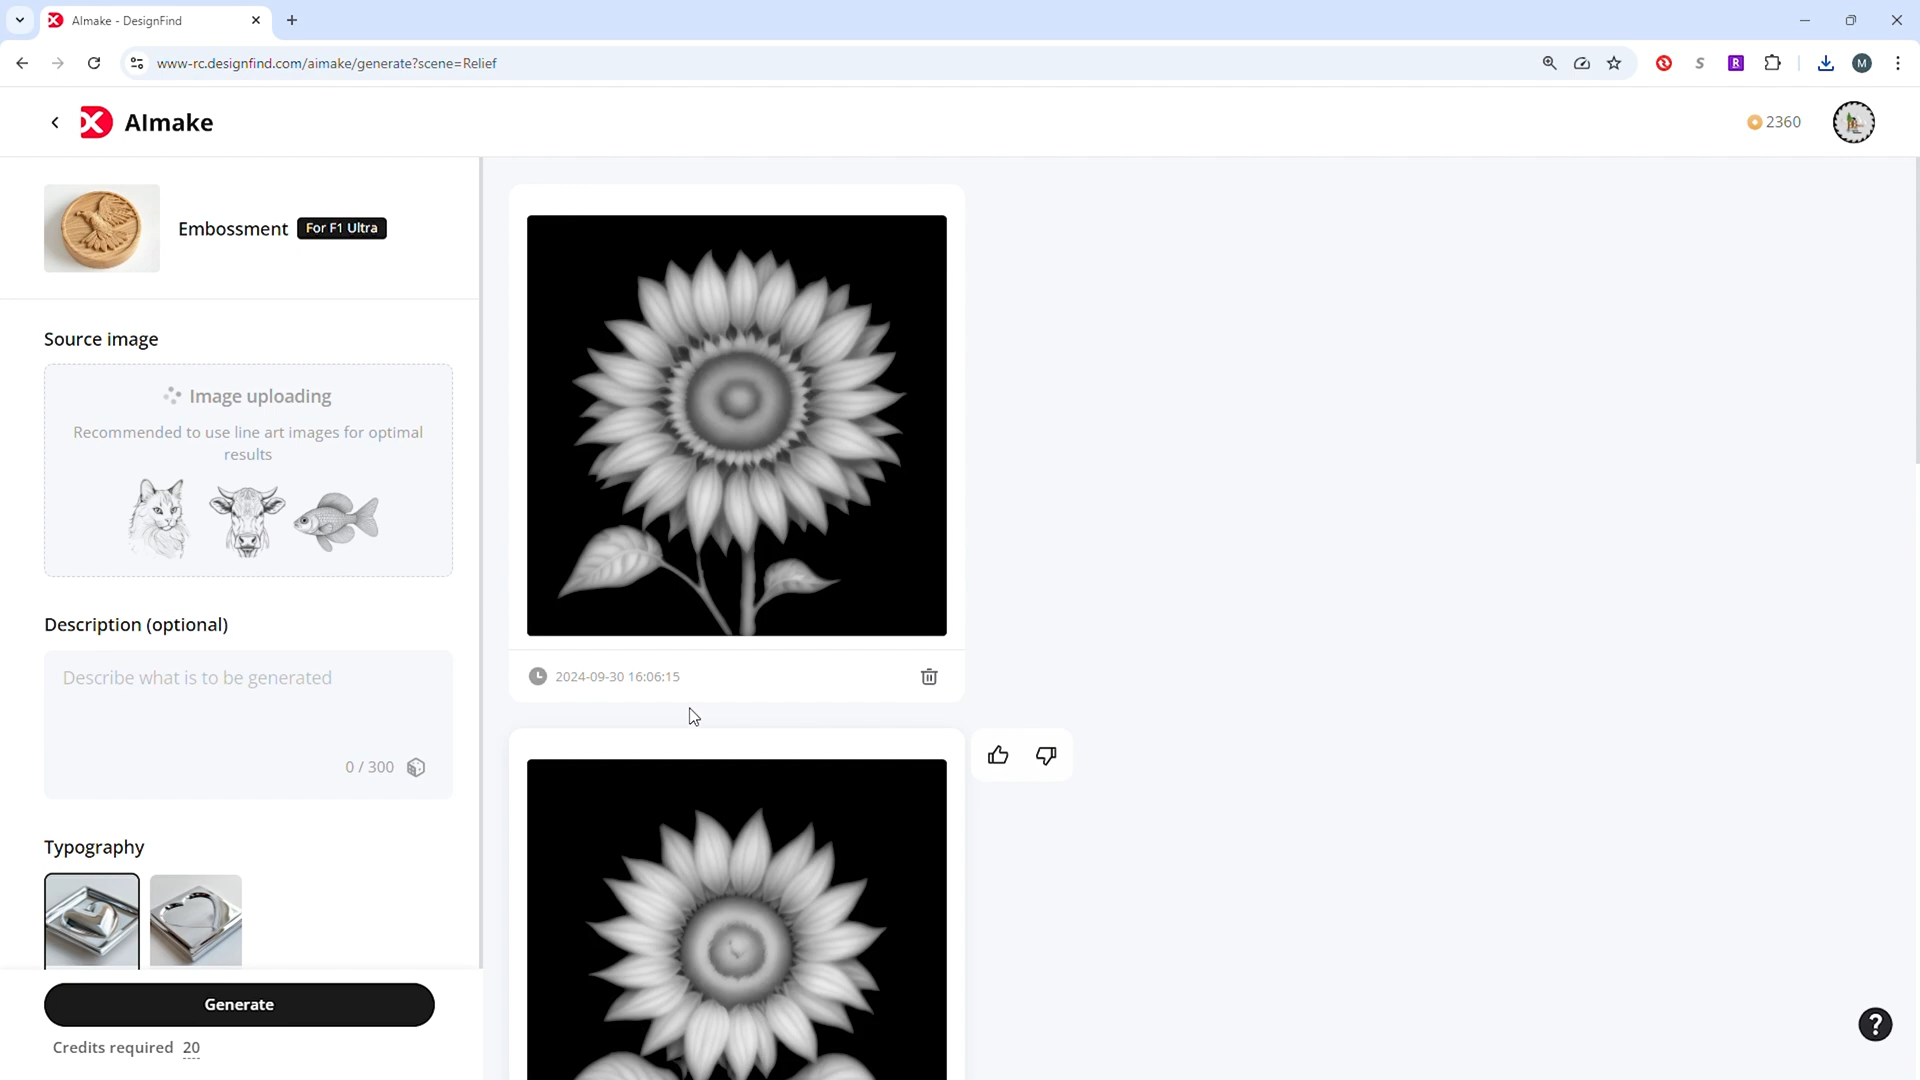 AImake - DesignFind
www-rc.designfind.com/aimake/generate?scene=Relief
S
R
M
AImake
2360
Embossment
For F1 Ultra
Source image
Image uploading
Recommended to use line art images for optimal
results
Description (optional)
Describe what is to be generated
0 / 300
Typography
Generate
Credits required 20
2024-09-30 16:06:15
?